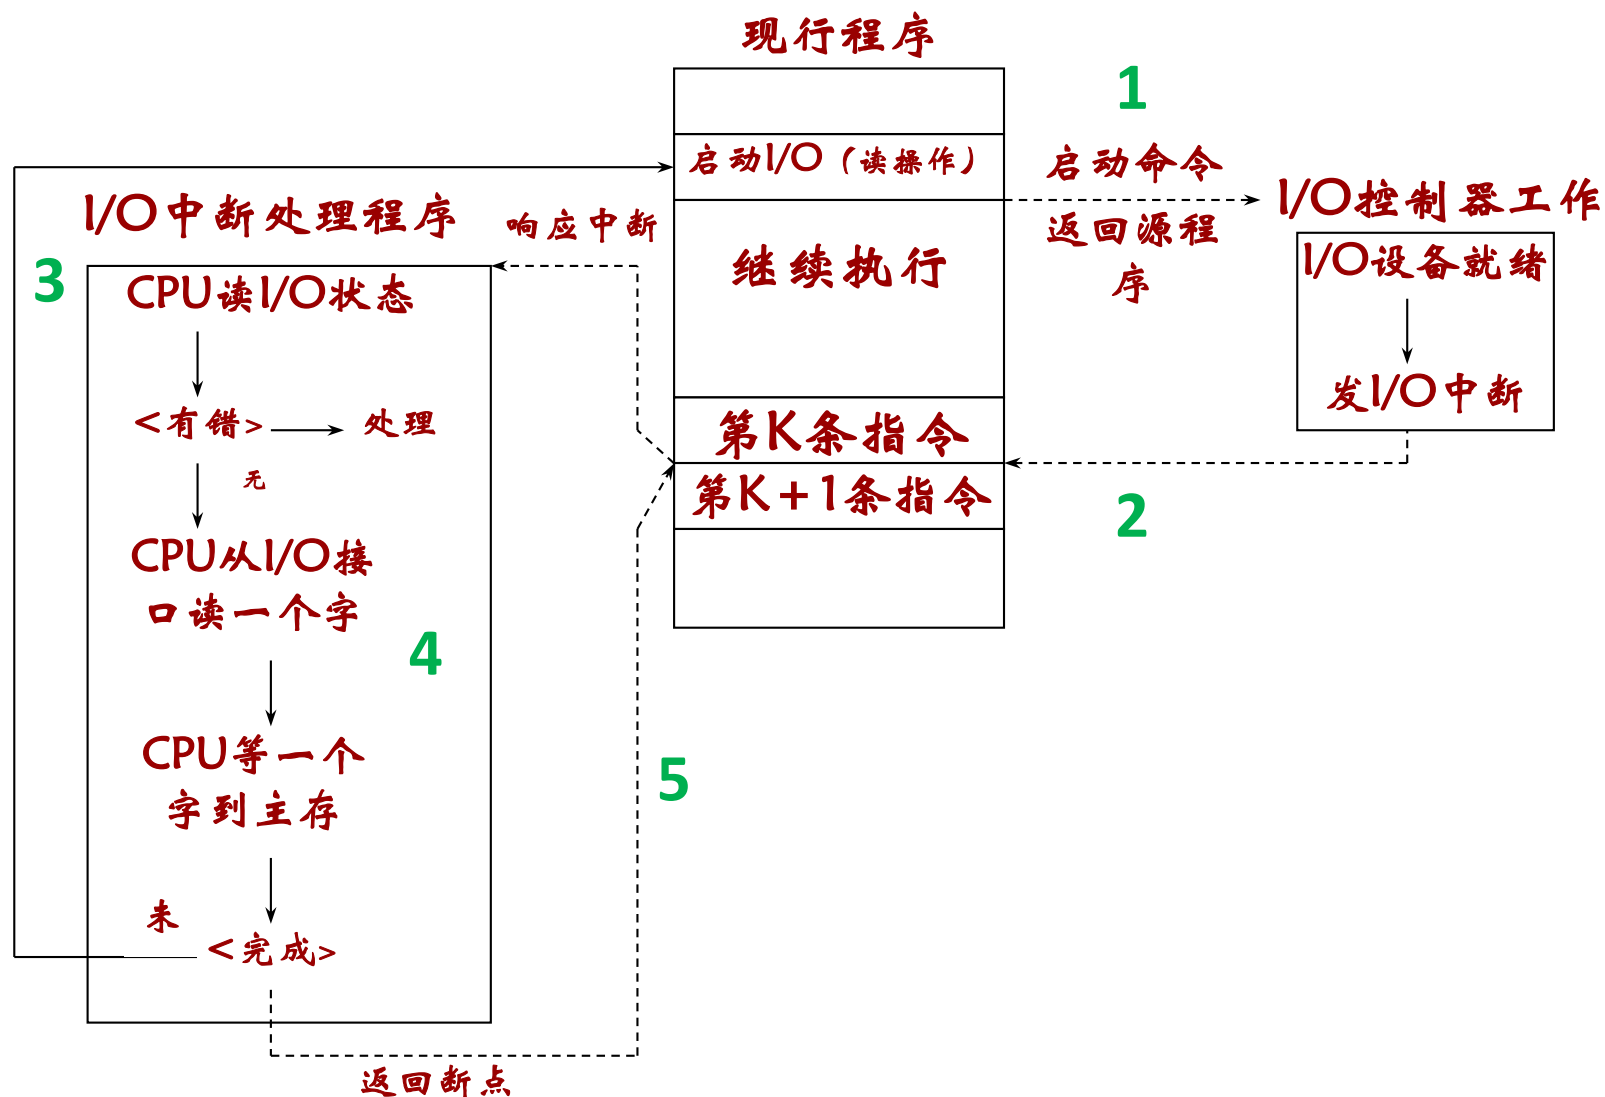 现行程序
1
启动I/O（读操作）
启动命令
I/O控制器工作
I/O中断处理程序
响应中断
返回源程
序
继续执行
I/O设备就绪
3
CPU读I/O状态
发I/O中断
<有错>
处理
第K条指令
无
第K+1条指令
2
CPU从I/O接
口读一个字
4
CPU等一个
字到主存
5
未
<完成>
返回断点